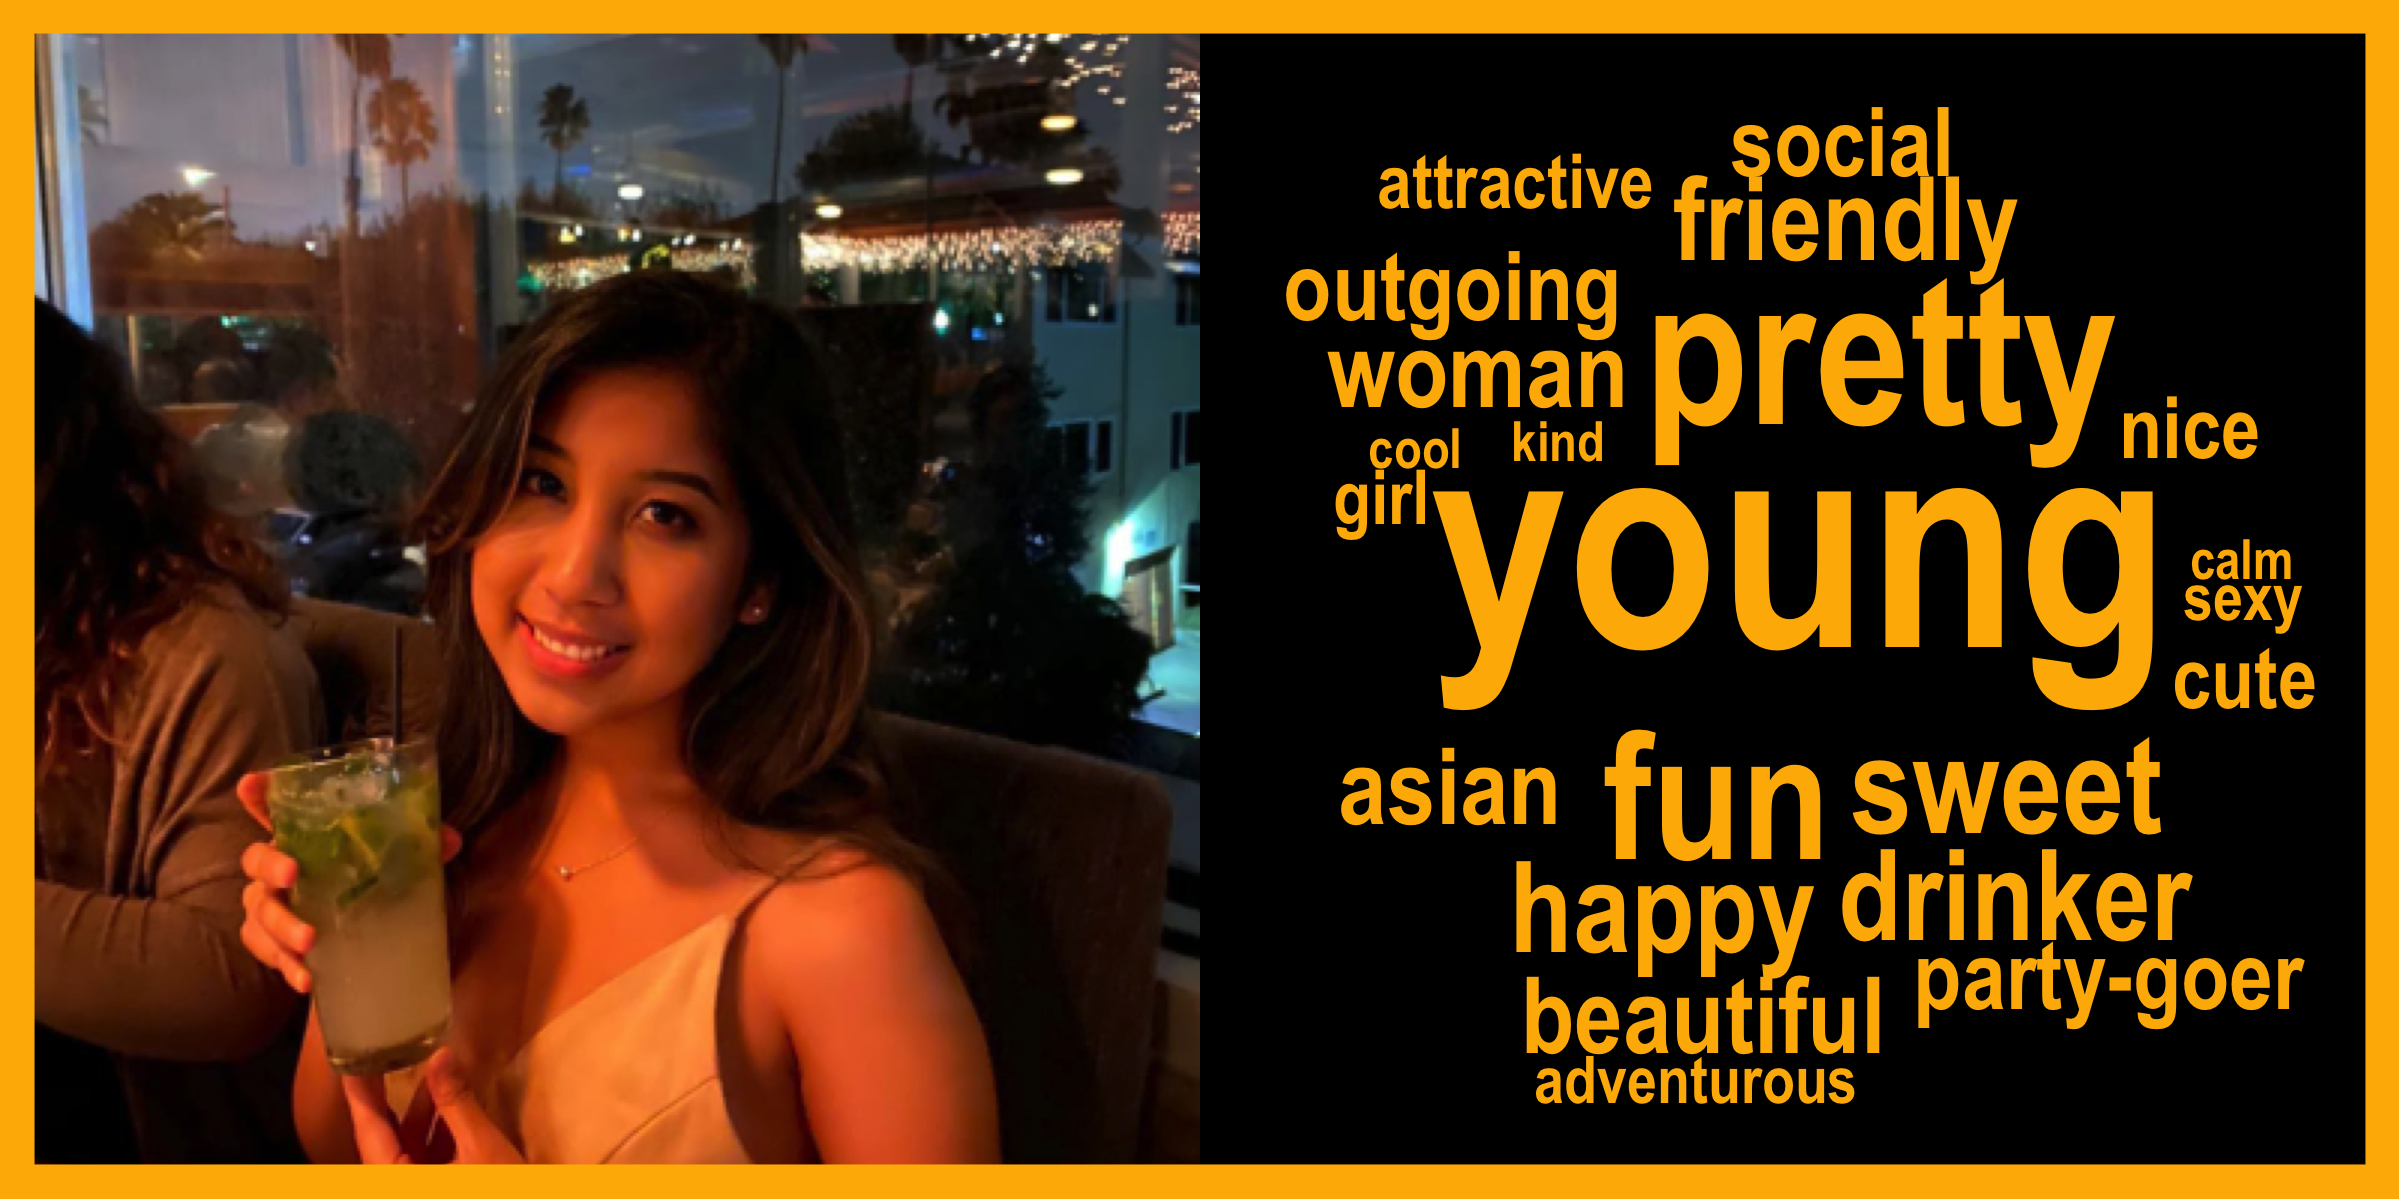 social
attractive
friendly
outgoing
pretty
woman
nice
cool
kind
girl
young
calm
sexy
cute
asian
fun
sweet
happy
drinker
party-goer
beautiful
adventurous